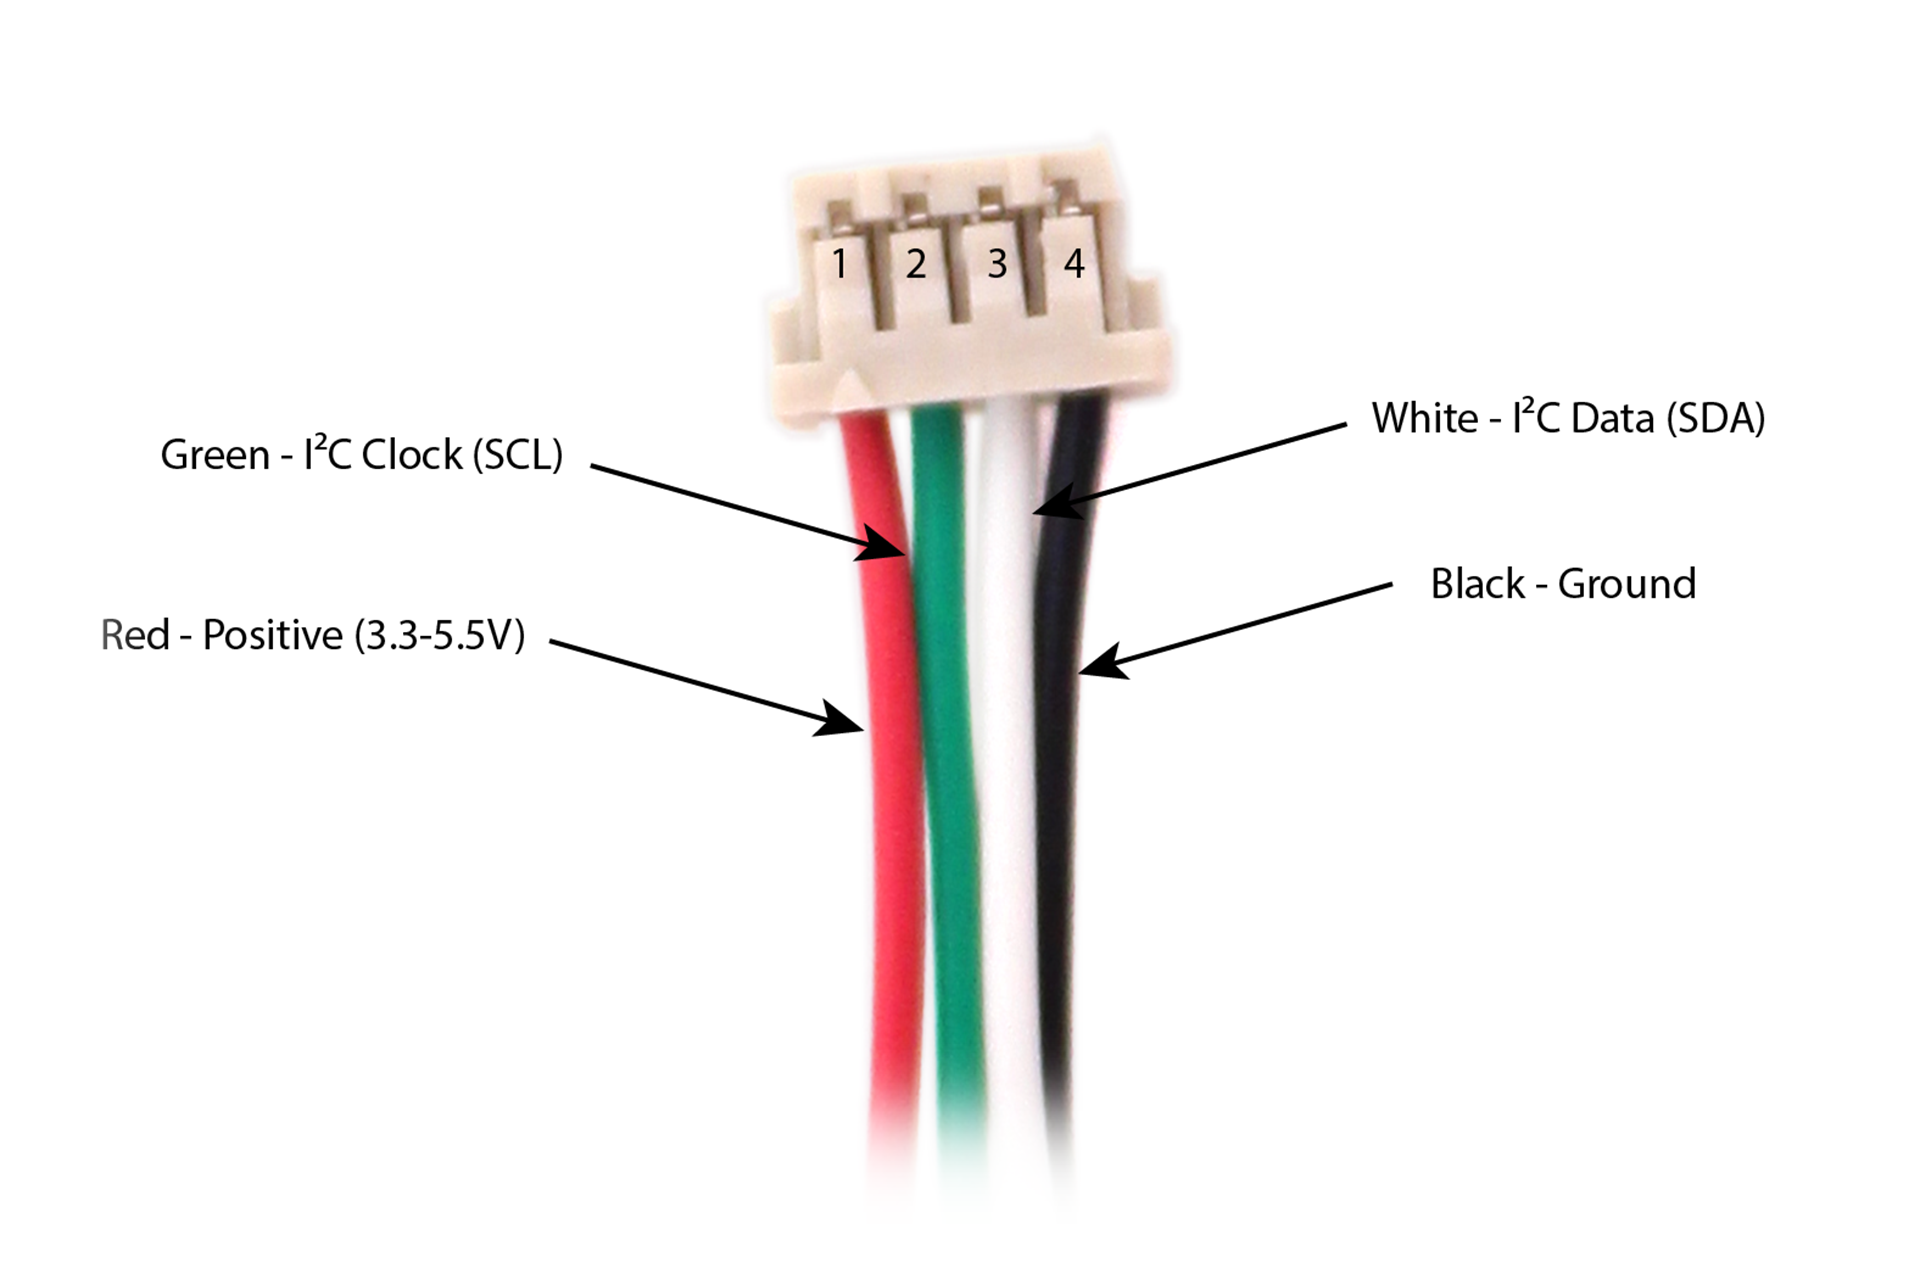 1 2 3 4
Green - I²C Clock (SCL)
White - I²C Data (SDA)
Red - Positive (3.3-5.5V)
Black - Ground